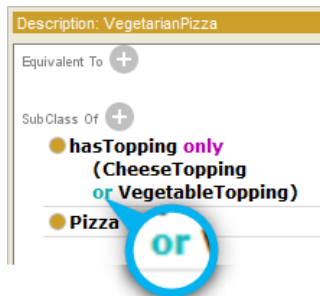 Description: VegetarianPizza
Equivalent To
SubClass Of
hasTopping only
(CheeseTopping
or VegetableTopping)
Pizza
or